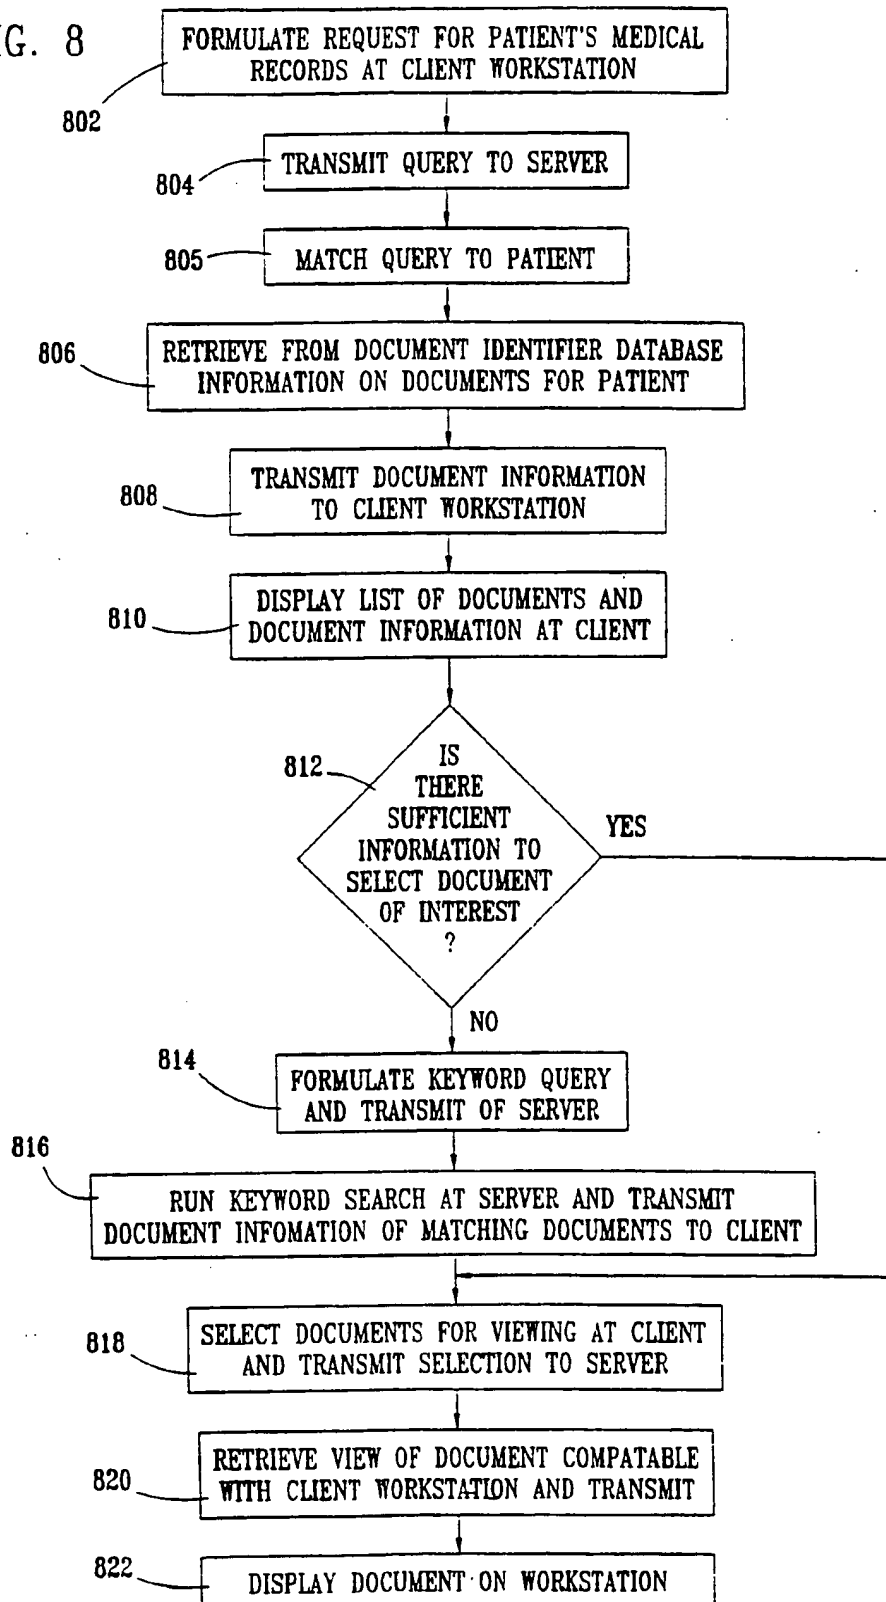 IG. 8
FORMULATE REQUEST FOR PATIENT'S MEDICAL
RECORDS AT CLIENT WORKSTATION
802
TRANSMIT QUERY TO SERVER
804
MATCH QUERY TO PATIENT
805
RETRIEVE FROM DOCUMENT IDENTIFIER DATABASE
INFORMATION ON DOCUMENTS FOR PATIENT
806
TRANSMIT DOCUMENT INFORMATION
TO CLIENT WORKSTATION
808
DISPLAY LIST OF DOCUMENTS AND
DOCUMENT INFORMATION AT CLIENT
810
IS
THERE
SUFFICIENT
INFORMATION TO
SELECT DOCUMENT
OF INTEREST
?
812
YES
NO
FORMULATE KEYWORD QUERY
AND TRANSMIT OF SERVER
814
RUN KEYWORD SEARCH AT SERVER AND TRANSMIT
DOCUMENT INFOMATION OF MATCHING DOCUMENTS TO CLIENT
816
SELECT DOCUMENTS FOR VIEWING AT CLIENT
AND TRANSMIT SELECTION TO SERVER
818
RETRIEVE VIEW OF DOCUMENT COMPATABLE
WITH CLIENT WORKSTATION AND TRANSMIT
820
DISPLAY DOCUMENT ON WORKSTATION
822